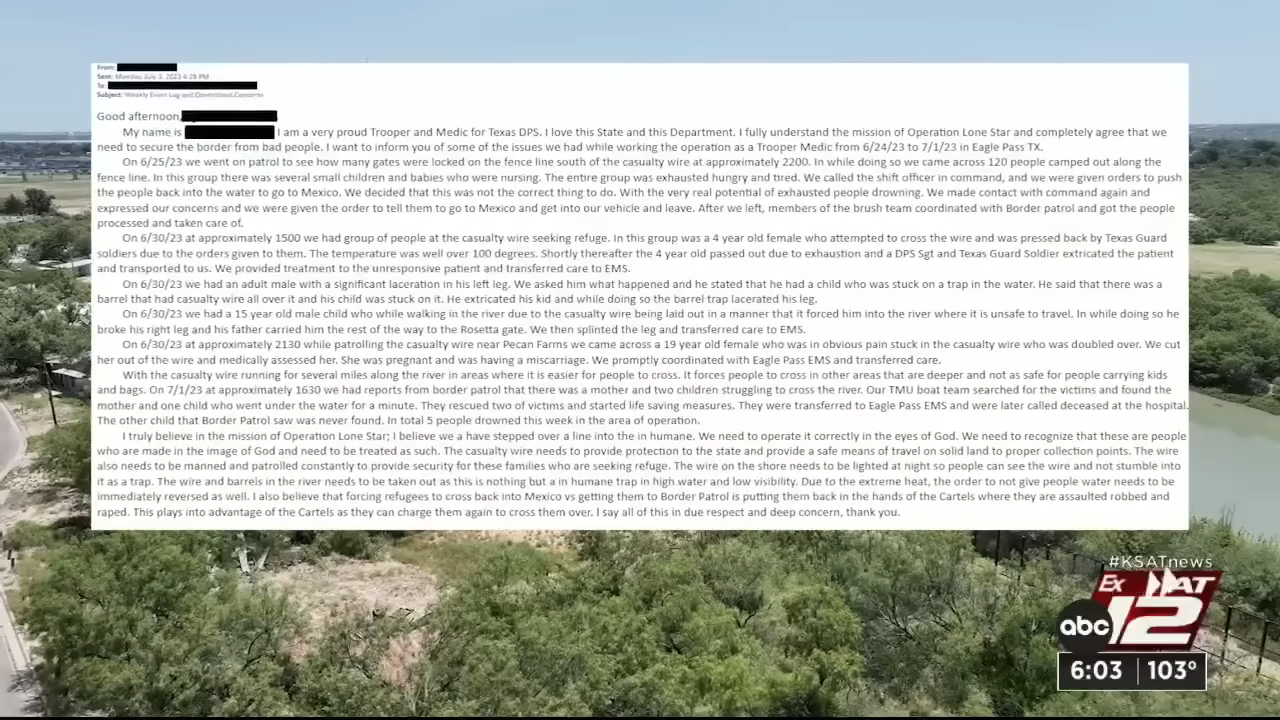 From:
Sent: Monday, July 3, 2023 4:28 PM
To:
Subject: Weekly Event Log and Operational Concerns
Good afternoon,
My name is I am a very proud Trooper and Medic for Texas DPS. I love this State and this Department. I fully understand the mission of Operation Lone Star and completely agree that we
need to secure the border from bad people. I want to inform you of some of the issues we had while working the operation as a Trooper Medic from 6/24/23 to 7/1/23 in Eagle Pass TX.
On 6/25/23 we went on patrol to see how many gates were locked on the fence line south of the casualty wire at approximately 2200. In while doing so we came across 120 people camped out along the
fence line. In this group there was several small children and babies who were nursing. The entire group was exhausted hungry and tired. We called the shift officer in command, and we were given orders to push
the people back into the water to go to Mexico. We decided that this was not the correct thing to do. With the very real potential of exhausted people drowning. We made contact with command again and
expressed our concerns and we were given the order to tell them to go to Mexico and get into our vehicle and leave. After we left, members of the brush team coordinated with Border patrol and got the people
processed and taken care of.
On 6/30/23 at approximately 1500 we had group of people at the casualty wire seeking refuge. In this group was a 4 year old female who attempted to cross the wire and was pressed back by Texas Guard
soldiers due to the orders given to them. The temperature was well over 100 degrees. Shortly thereafter the 4 year old passed out due to exhaustion and a DPS Sgt and Texas Guard Soldier extricated the patient
and transported to us. We provided treatment to the unresponsive patient and transferred care to EMS.
On 6/30/23 we had an adult male with a significant laceration in his left leg. We asked him what happened and he stated that he had a child who was stuck on a trap in the water. He said that there was a
barrel that had casualty wire all over it and his child was stuck on it. He extricated his kid and while doing so the barrel trap lacerated his leg.
On 6/30/23 we had a 15 year old male child who while walking in the river due to the casualty wire being laid out in a manner that it forced him into the river where it is unsafe to travel. In while doing so he
broke his right leg and his father carried him the rest of the way to the Rosetta gate. We then splinted the leg and transferred care to EMS.
On 6/30/23 at approximately 2130 while patrolling the casualty wire near Pecan Farms we came across a 19 year old female who was in obvious pain stuck in the casualty wire who was doubled over. We cut
her out of the wire and medically assessed her. She was pregnant and was having a miscarriage. We promptly coordinated with Eagle Pass EMS and transferred care.
With the casualty wire running for several miles along the river in areas where it is easier for people to cross. It forces people to cross in other areas that are deeper and not as safe for people carrying kids
and bags. On 7/1/23 at approximately 1630 we had reports from border patrol that there was a mother and two children struggling to cross the river. Our TMU boat team searched for the victims and found the
mother and one child who went under the water for a minute. They rescued two of victims and started life saving measures. They were transferred to Eagle Pass EMS and were later called deceased at the hospital.
The other child that Border Patrol saw was never found. In total 5 people drowned this week in the area of operation.
I truly believe in the mission of Operation Lone Star; I believe we a have stepped over a line into the in humane. We need to operate it correctly in the eyes of God. We need to recognize that these are people
who are made in the image of God and need to be treated as such. The casualty wire needs to provide protection to the state and provide a safe means of travel on solid land to proper collection points. The wire
also needs to be manned and patrolled constantly to provide security for these families who are seeking refuge. The wire on the shore needs to be lighted at night so people can see the wire and not stumble into
it as a trap. The wire and barrels in the river needs to be taken out as this is nothing but a in humane trap in high water and low visibility. Due to the extreme heat, the order to not give people water needs to be
immediately reversed as well. I also believe that forcing refugees to cross back into Mexico vs getting them to Border Patrol is putting them back in the hands of the Cartels where they are assaulted robbed and
raped. This plays into advantage of the Cartels as they can charge them again to cross them over. I say all of this in due respect and deep concern, thank you.
#KSATnews
abc 12
6:03 103°